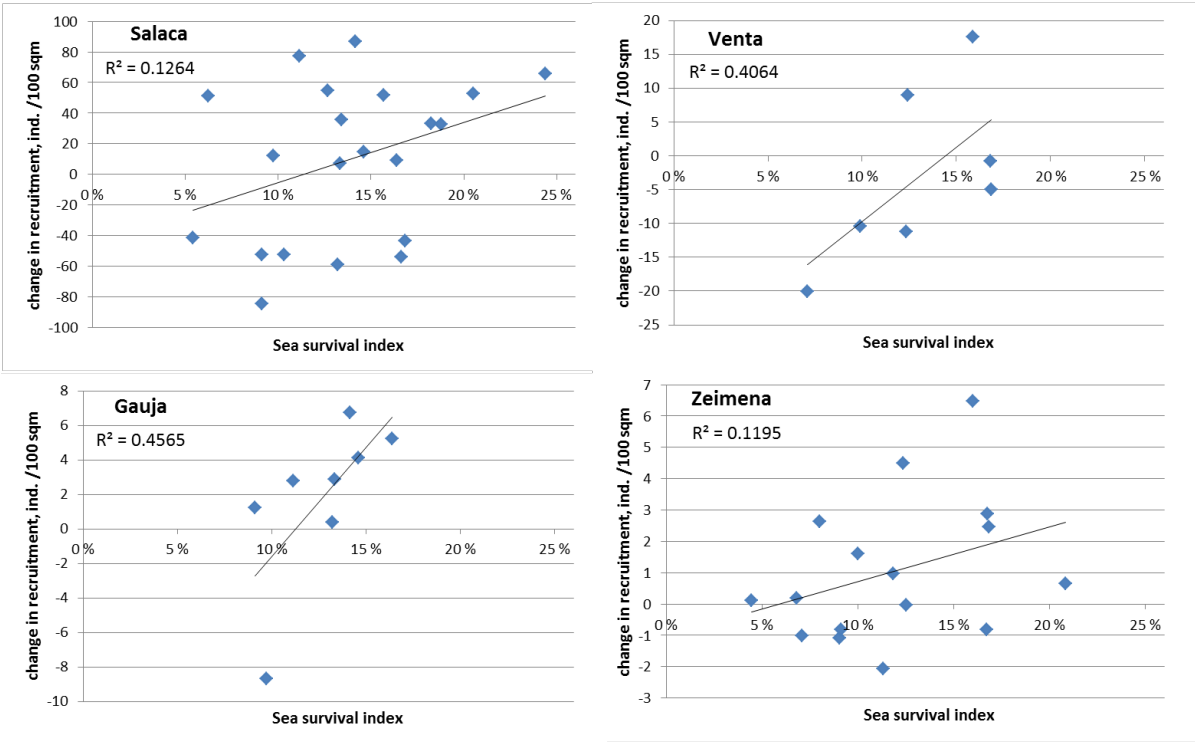 Salaca
R² = 0.1264
change in recruitment, ind. /100 sqm
100
80
60
40
20
0
-20
-40
-60
-80
-100
0 % 5 % 10 % 15 % 20 % 25 %
Sea survival index
Venta
R² = 0.4064
change in recruitment, ind. /100 sqm
20
15
10
5
0
-5
-10
-15
-20
-25
0 % 5 % 10 % 15 % 20 % 25 %
Sea survival index
Gauja
R² = 0.4565
change in recruitment, ind. /100 sqm
8
6
4
2
0
-2
-4
-6
-8
-10
0 % 5 % 10 % 15 % 20 % 25 %
Sea survival index
Zeimena
R² = 0.1195
change in recruitment, ind. /100 sqm
7
6
5
4
3
2
1
0
-1
-2
-3
0 % 5 % 10 % 15 % 20 % 25 %
Sea survival index